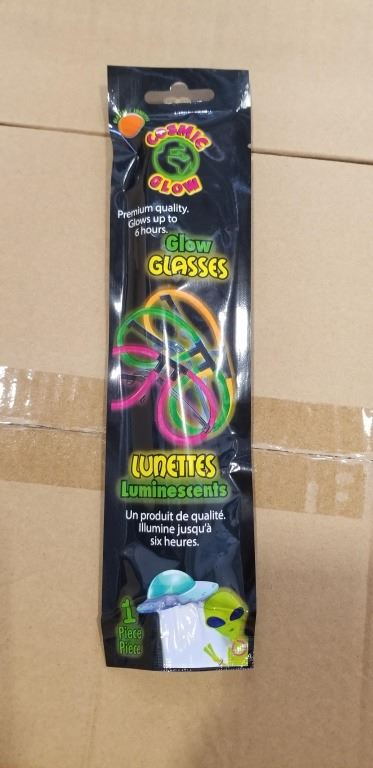 COSMIC
GLOW
Premium quality.
Glows up to
6 hours.
Glow
GLASSES
LUNETTES
Luminescents
Un produit de qualité.
Illumine jusqu'à
six heures.
1
Piece
Pièce